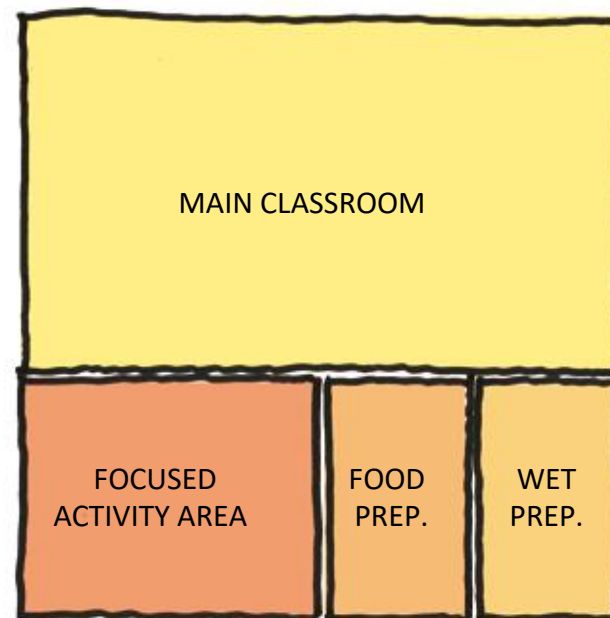 MAIN CLASSROOM
FOCUSED
ACTIVITY AREA
FOOD
PREP.
WET
PREP.